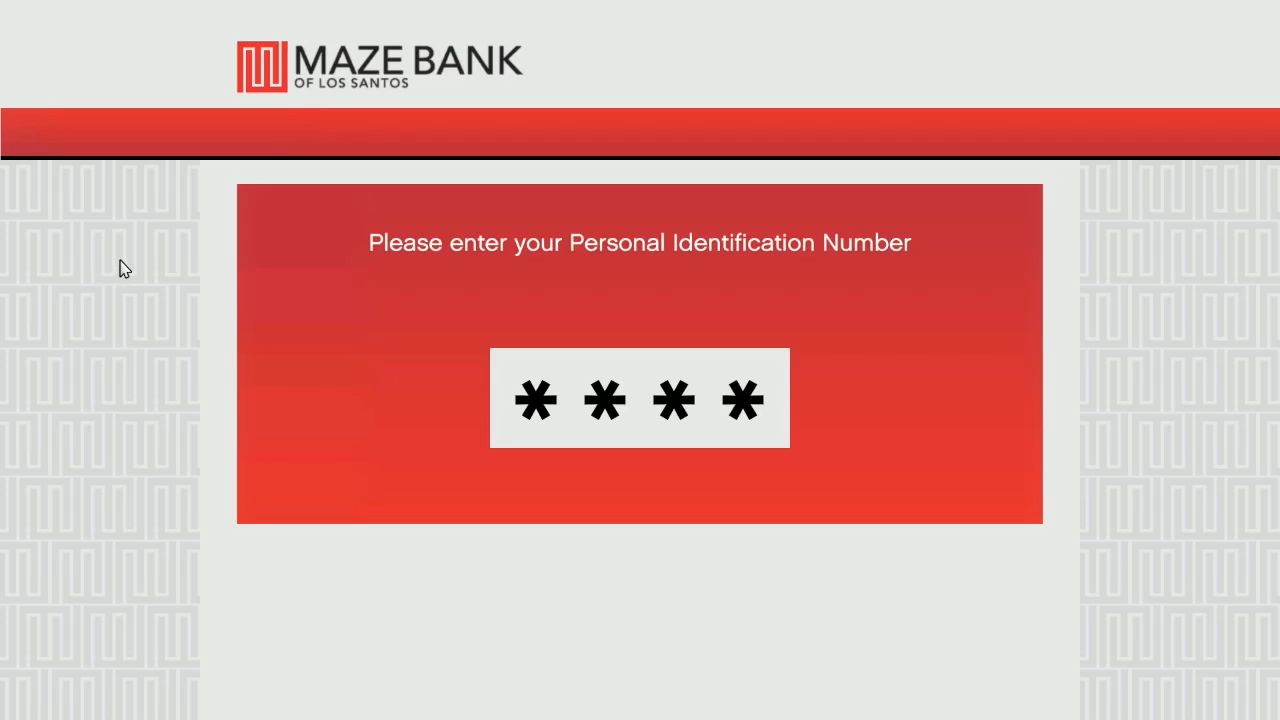 MAZE BANK
OF LOS SANTOS
Please enter your Personal Identification Number
* * * *